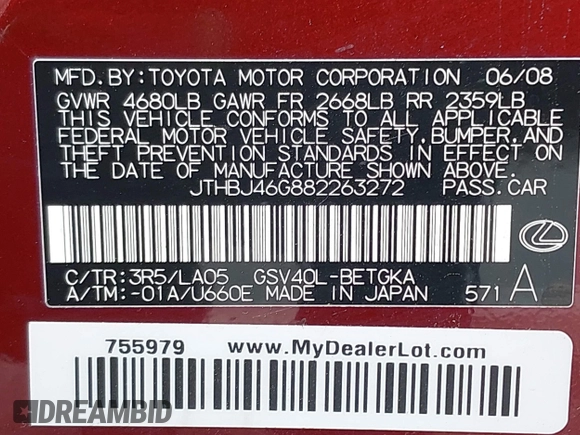 MFD.BY:TOYOTA MOTOR CORPORATION 06/08
GVWR 4680LB GAWR FR 2668LB RR 2359LB
THIS VEHICLE CONFORMS TO ALL APPLICABLE
FEDERAL MOTOR VEHICLE SAFETY,BUMPER,AND
THEFT PREVENTION STANDARDS IN EFFECT ON
THE DATE OF MANUFACTURE SHOWN ABOVE.
JTHBJ46G882263272 PASS.CAR
C/TR:3R5/LA05 GSV40L-BETGKA
A/TM:-01A/U660E MADE IN JAPAN 571 A
755979 www.MyDealerLot.com
DREAMBID